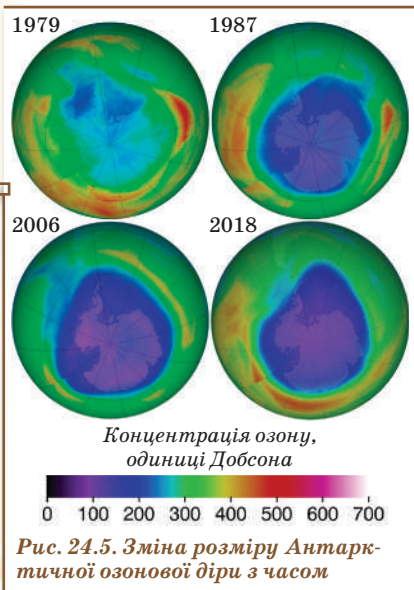 1979 1987
2006 2018
Концентрація озону,
одиниці Добсона
0 100 200 300 400 500 600 700
Рис. 24.5. Зміна розміру Антарк-
тичної озонової діри з часом